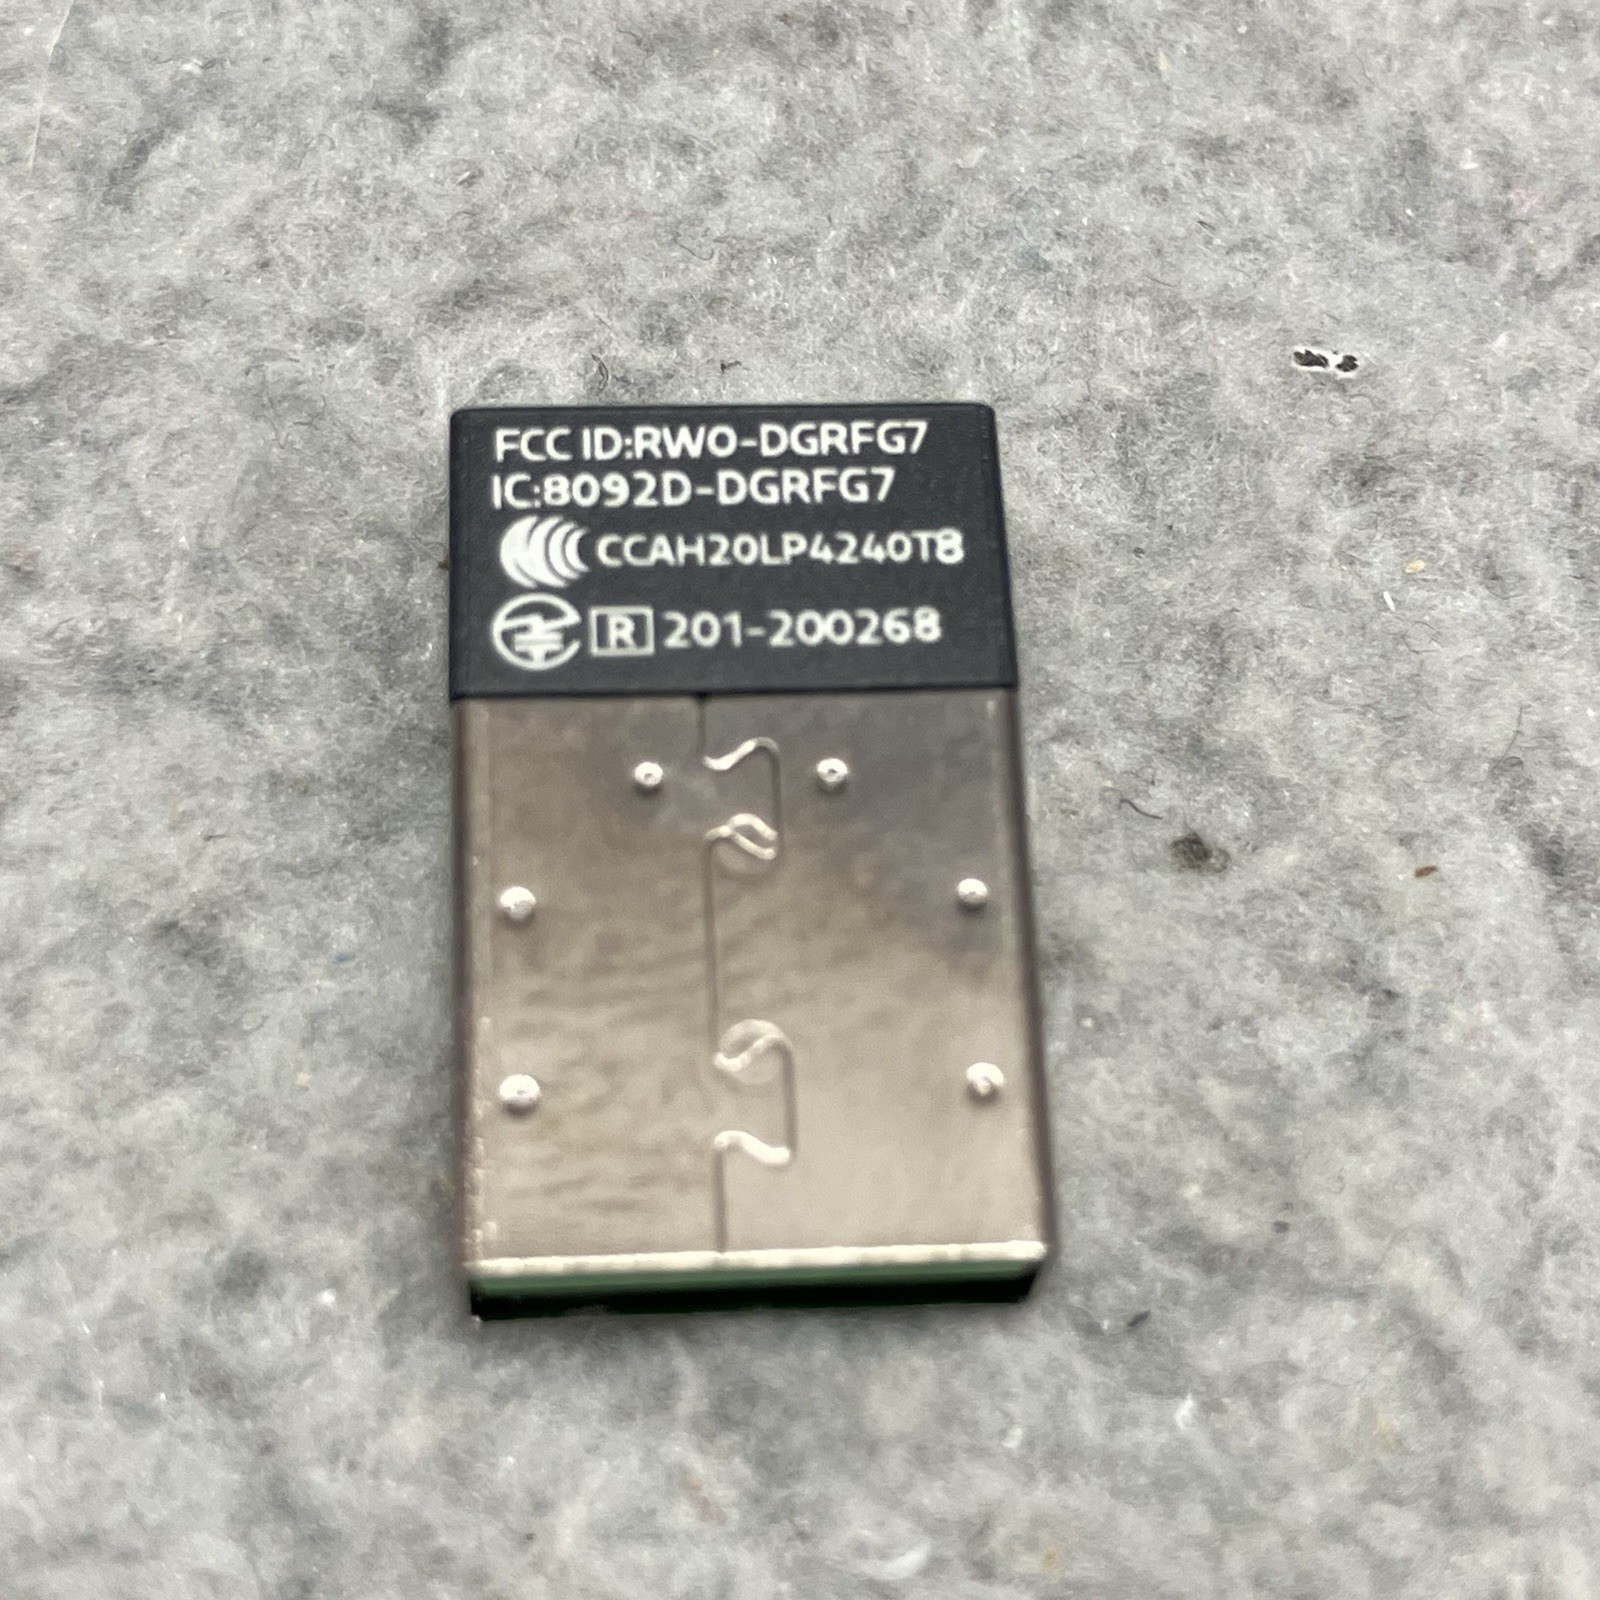 FCC ID:RWO-DGRFG7
IC:8092D-DGRFG7
CCAH20LP4240T8
R 201-200268